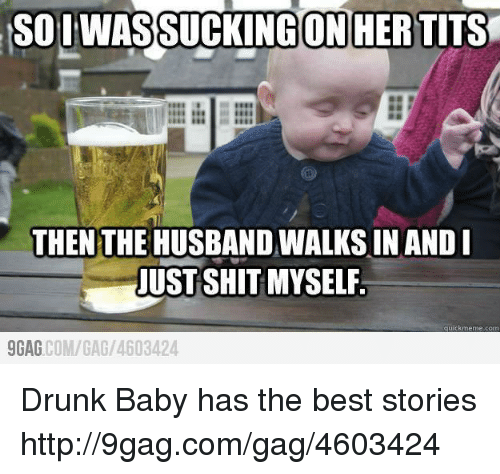 SO I WAS SUCKING ON HER TITS
THEN THE HUSBAND WALKS IN AND I
JUST SHIT MYSELF.
quickmeme.com
9GAG.COM/GAG/4603424
Drunk Baby has the best stories
http://9gag.com/gag/4603424